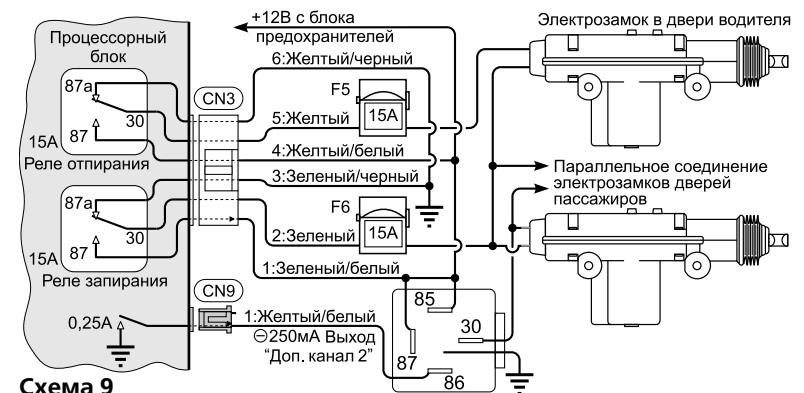 +12В с блока
предохранителей
Электрозамок в двери водителя
Процессорный
блок
6:Желтый/черный
87a
30
87
15А
Реле отпирания
CN3
F5
15А
5:Желтый
4:Желтый/белый
3:Зеленый/черный
Параллельное соединение
электрозамков дверей
пассажиров
87a
30
87
15А
Реле запирания
F6
15А
2:Зеленый
1:Зеленый/белый
CN9
0,25А
1:Желтый/белый
⊖250мА Выход
“Доп. канал 2”
85
30
87
86
Схема 9